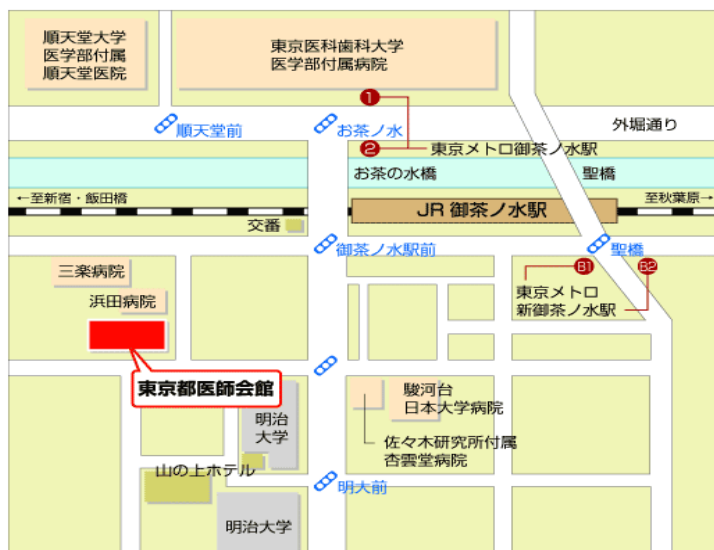 順天堂大学
医学部付属
順天堂医院
東京医科歯科大学
医学部付属病院
1
順天堂前
お茶ノ水
外堀通り
2
東京メトロ御茶ノ水駅
お茶の水橋
聖橋
←至新宿・飯田橋
JR 御茶ノ水駅
至秋葉原→
交番
御茶ノ水駅前
聖橋
三楽病院
B1
B2
浜田病院
東京メトロ
新御茶ノ水駅
東京都医師会館
駿河台
日本大学病院
明治
大学
佐々木研究所付属
杏雲堂病院
山の上ホテル
明大前
明治大学